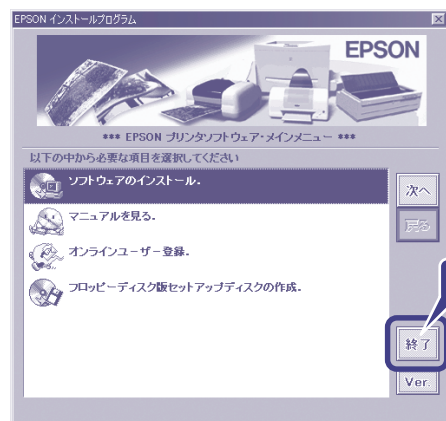 EPSON インストールプログラム
EPSON
*** EPSON プリンタソフトウェア・メインメニュー ***
以下の中から必要な項目を選択してください
ソフトウェアのインストール.
マニュアルを見る.
オンラインユーザー登録.
フロッピーディスク版セットアップディスクの作成.
次へ
戻る
終了
Ver.